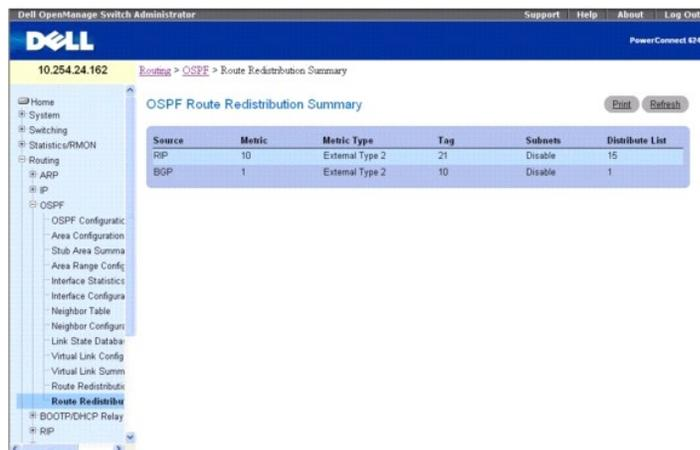 Dell OpenManage Switch Administrator Support Help About Log Out
DELL
PowerConnect 624
10.254.24.162
Routing > OSPF > Route Redistribution Summary
Home
System
Switching
Statistics/RMON
Routing
ARP
IP
OSPF
OSPF Configuratic
Area Configuration
Stub Area Summa
Area Range Config
Interface Statistics
Interface Configura
Neighbor Table
Neighbor Configura
Link State Databa
Virtual Link Config
Virtual Link Summ
Route Redistributic
Route Redistribu
BOOTP/DHCP Relay
RIP
OSPF Route Redistribution Summary
Print Refresh
Source Metric Metric Type Tag Subnets Distribute List
RIP 10 External Type 2 21 Disable 15
BGP 1 External Type 2 10 Disable 1